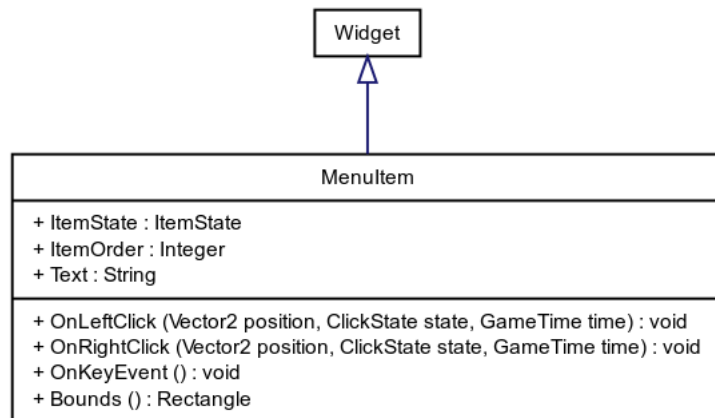 Widget
MenuItem
+ ItemState : ItemState
+ ItemOrder : Integer
+ Text : String
+ OnLeftClick (Vector2 position, ClickState state, GameTime time) : void
+ OnRightClick (Vector2 position, ClickState state, GameTime time) : void
+ OnKeyEvent () : void
+ Bounds () : Rectangle